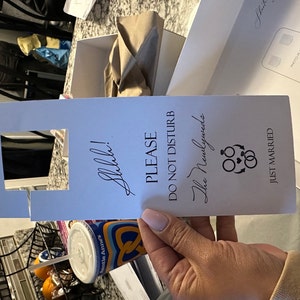 Shhh!
PLEASE
DO NOT DISTURB
The Newlyweds
JUST MARRIED